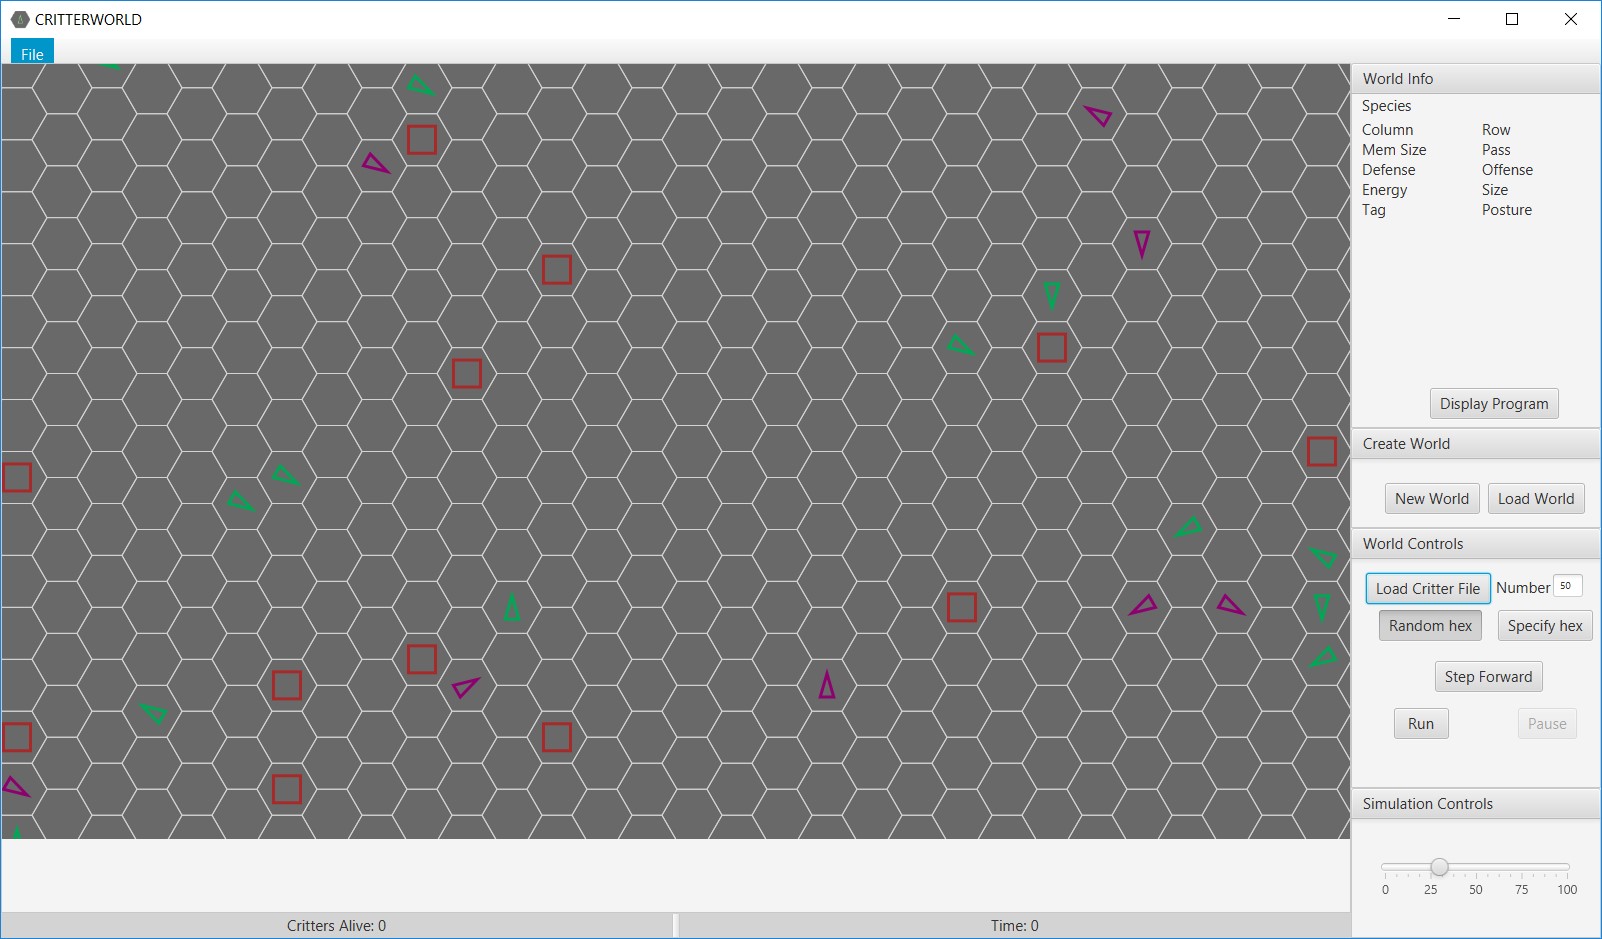 CRITTERWORLD
File
World Info
Species
Column Row
Mem Size Pass
Defense Offense
Energy Size
Tag Posture
Display Program
Create World
New World Load World
World Controls
Load Critter File Number 50
Random hex Specify hex
Step Forward
Run Pause
Simulation Controls
0 25 50 75 100
Critters Alive: 0 Time: 0